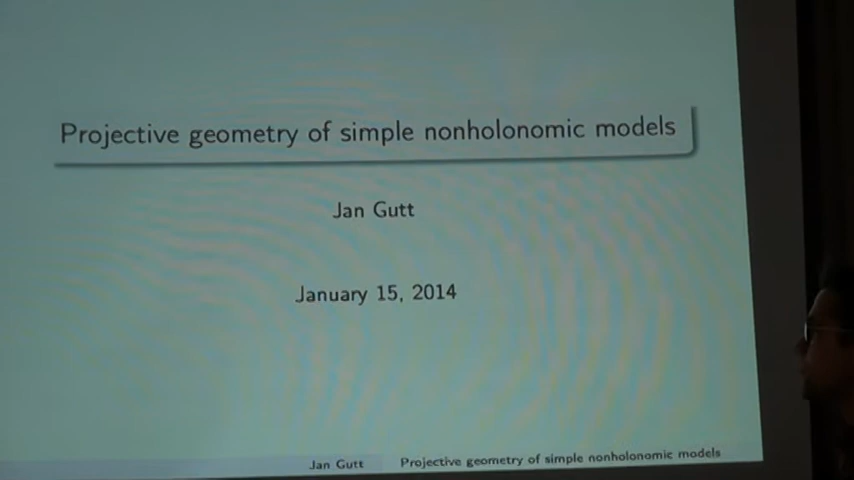 Projective geometry of simple nonholonomic models
Jan Gutt
January 15, 2014
Jan Gutt Projective geometry of simple nonholonomic models